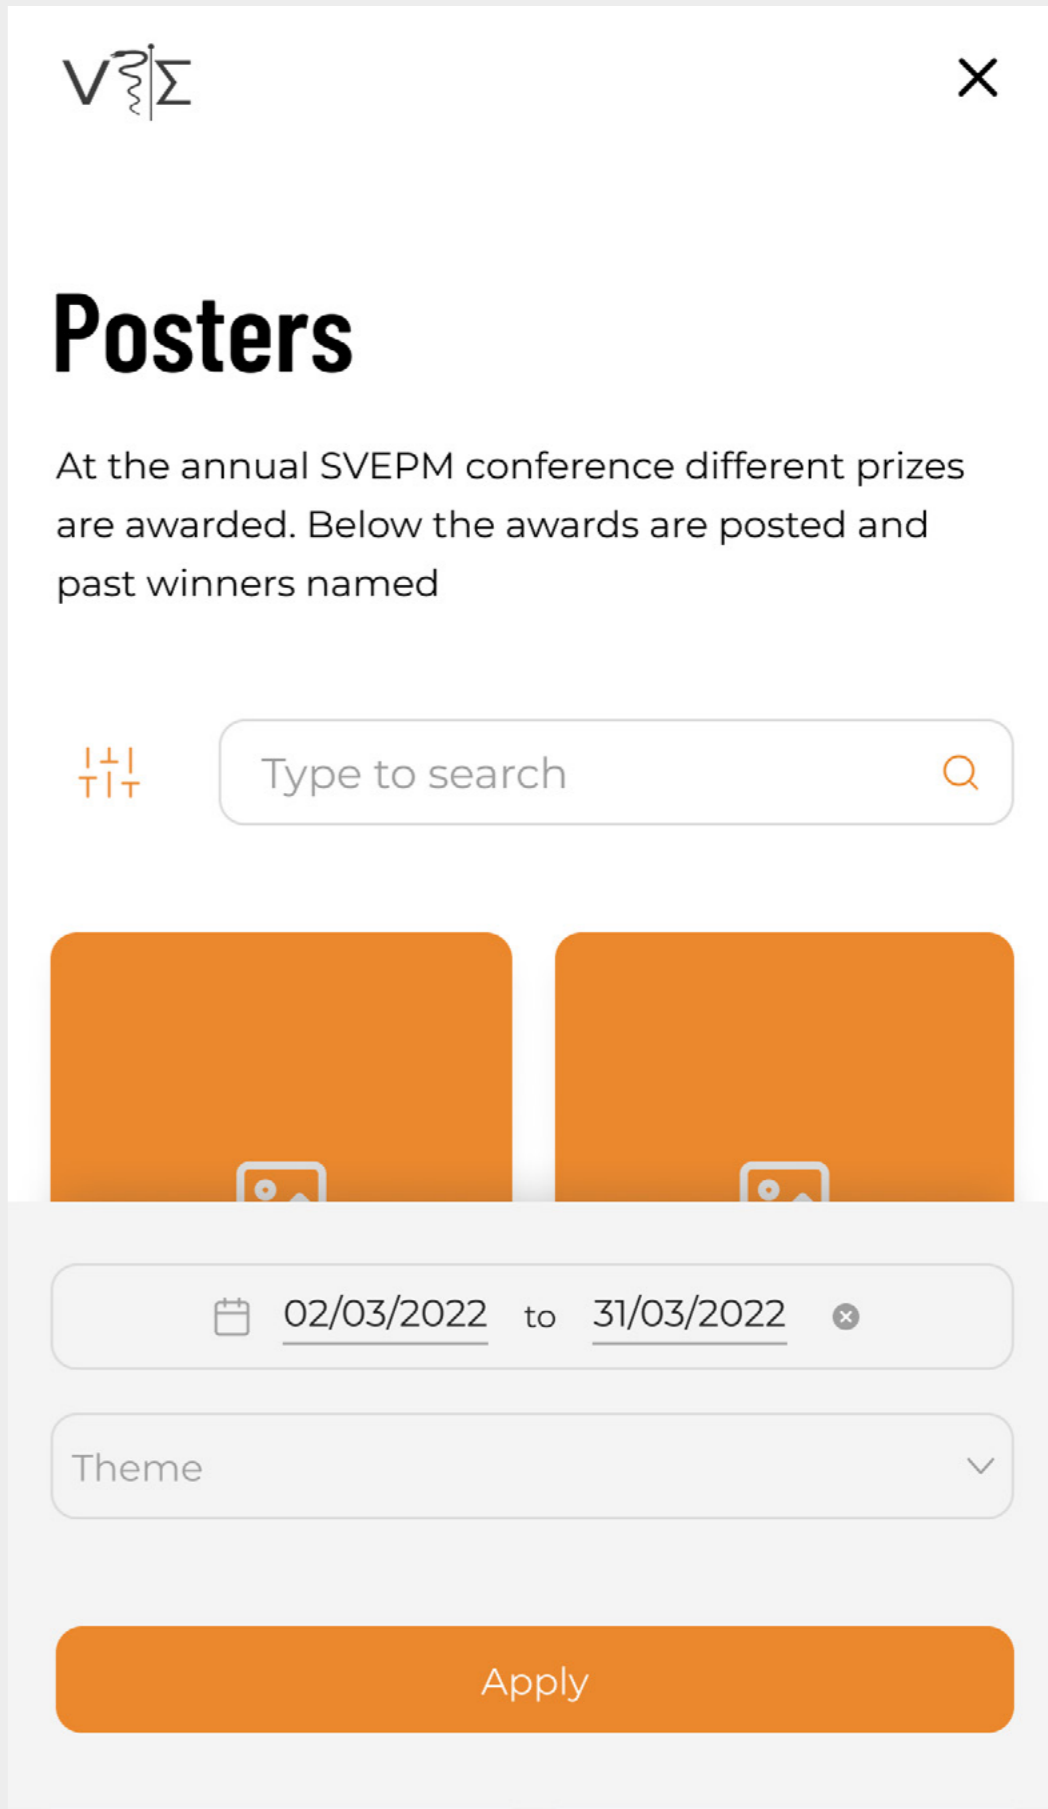 VΣ
Posters
At the annual SVEPM conference different prizes
are awarded. Below the awards are posted and
past winners named
Type to search
02/03/2022 to 31/03/2022
Theme
Apply